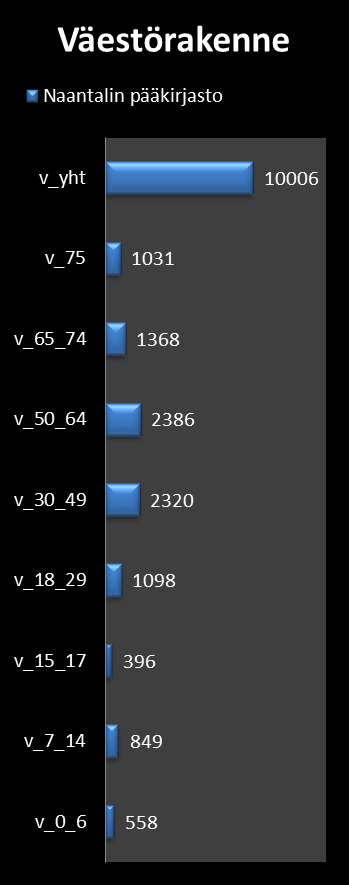 Väestörakenne
Naantalin pääkirjasto
v_yht 10006
v_75 1031
v_65_74 1368
v_50_64 2386
v_30_49 2320
v_18_29 1098
v_15_17 396
v_7_14 849
v_0_6 558